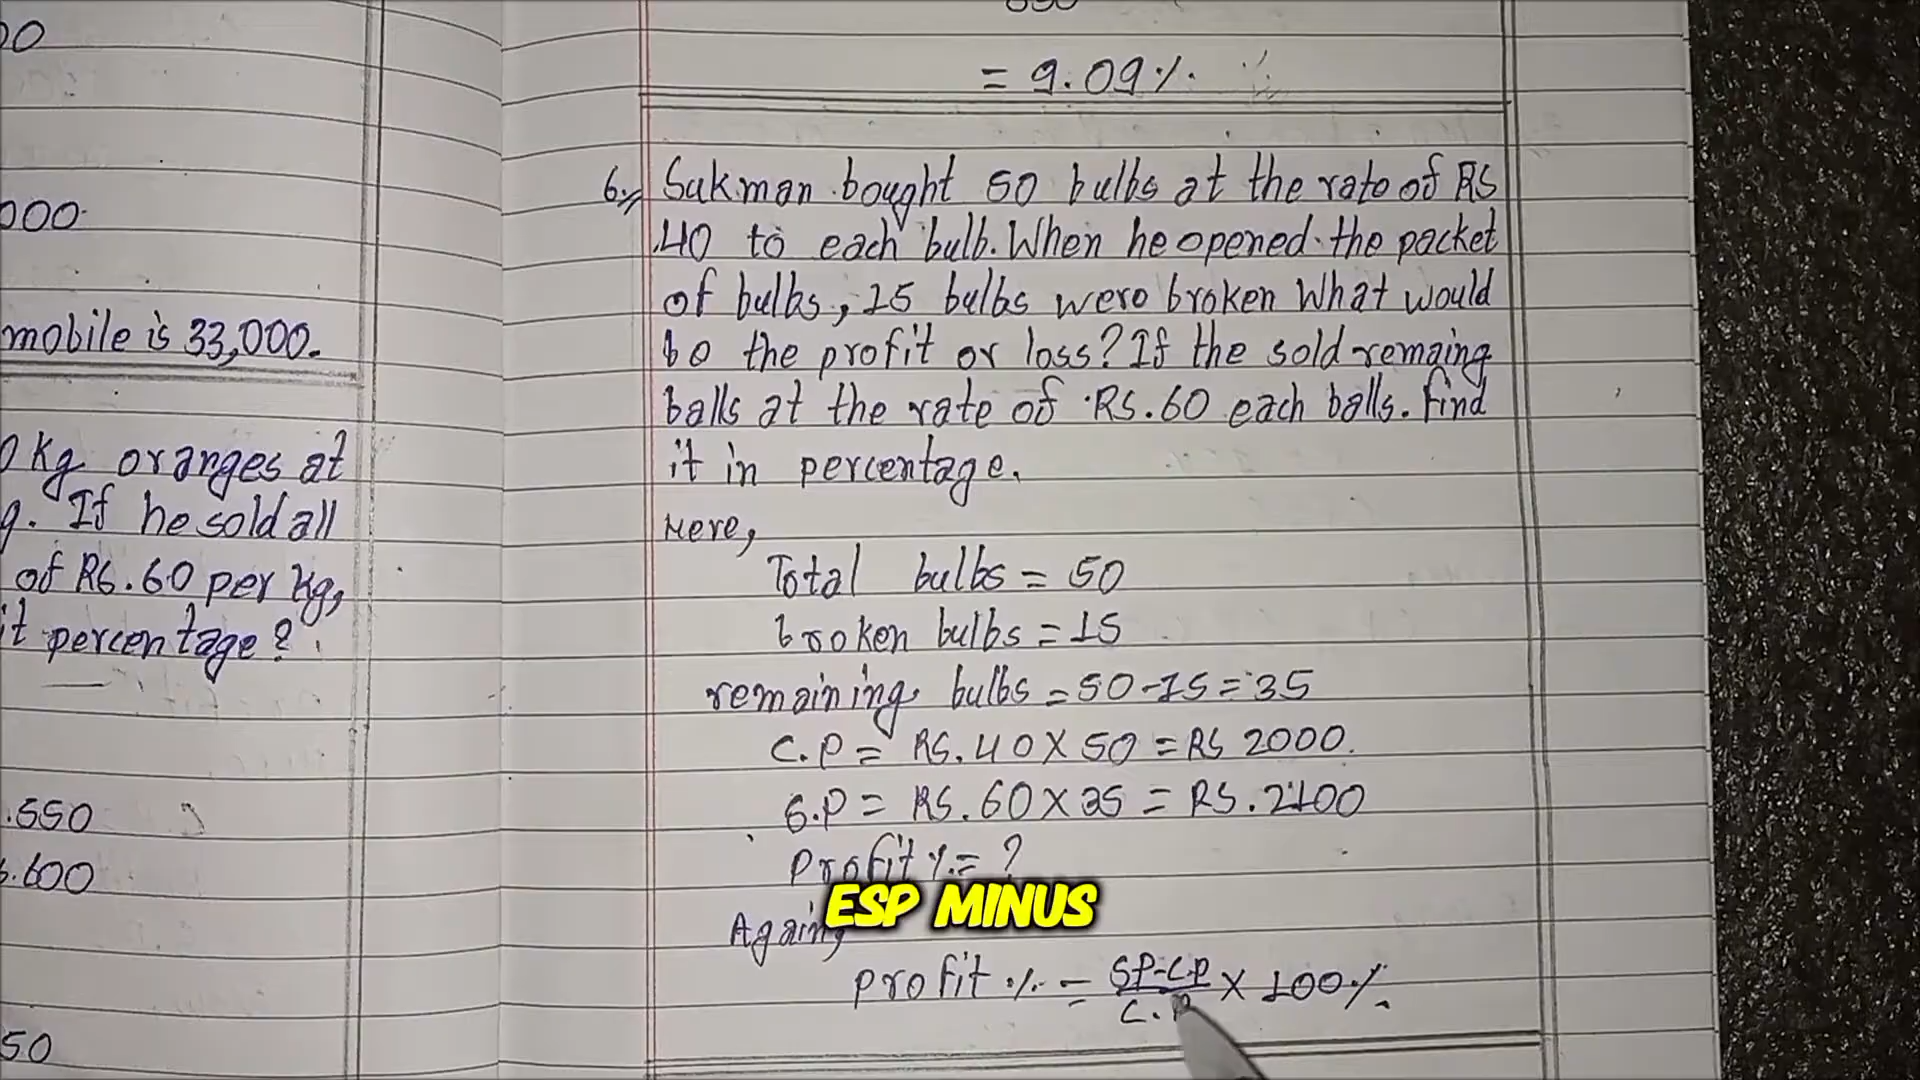 00
000
mobile is 33,000.
0 kg oranges at
g. If he sold all
of RS.60 per kg,
it percentage?
.550
.600
50
= 9.09%
6. Sukman bought 50 bulbs at the rate of RS
.40 to each bulb. When he opened the packet
of bulbs, 15 bulbs were broken What would
be the profit or loss? If the sold remaing
balls at the rate of RS.60 each balls. Find
it in percentage.
Here,
Total bulbs = 50
broken bulbs = 15
remaining bulbs = 50-15 = 35
C.P = RS.40 X 50 = RS 2000.
S.P = RS.60 X 35 = RS.2100
Profit % = ?
ESP MINUS
Again,
profit % = SP-C.P X 100%
C.P